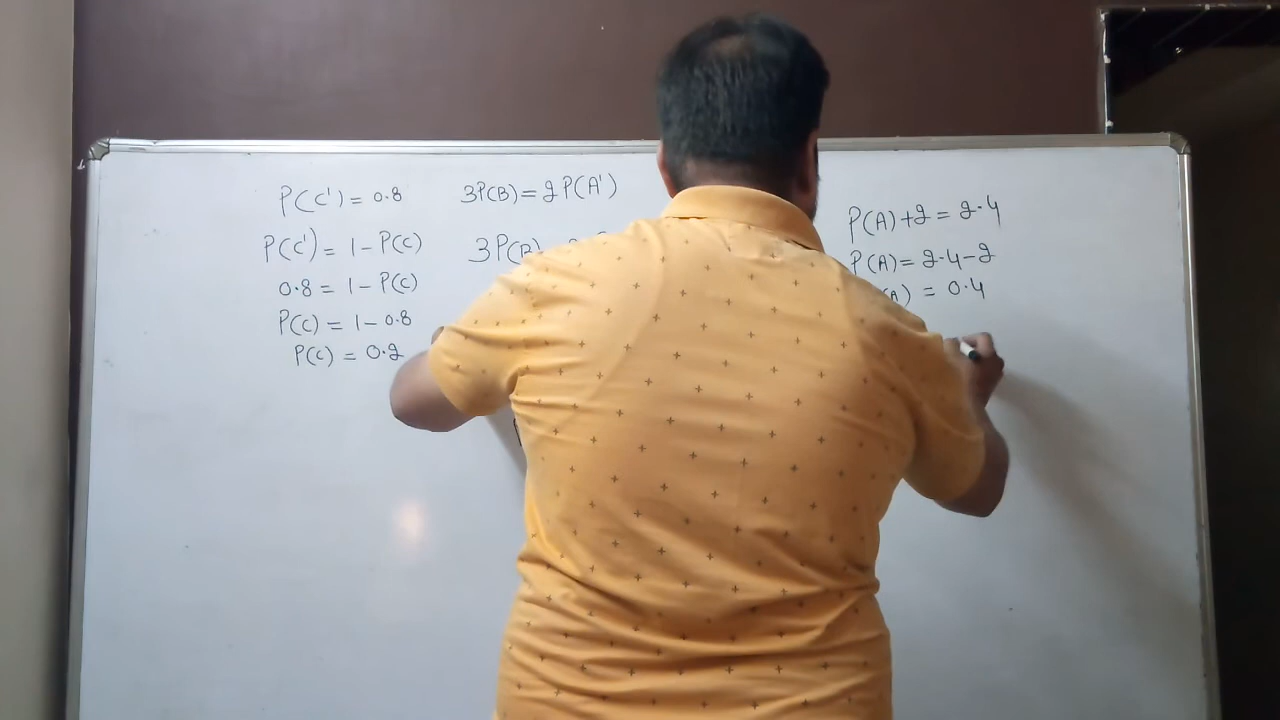 P(C') = 0.8
P(C') = 1 - P(C)
0.8 = 1 - P(C)
P(C) = 1 - 0.8
P(C) = 0.2
3P(B) = 2P(A')
3P(B)
P(A) + 2 = 2.4
P(A) = 2.4 - 2
(A) = 0.4